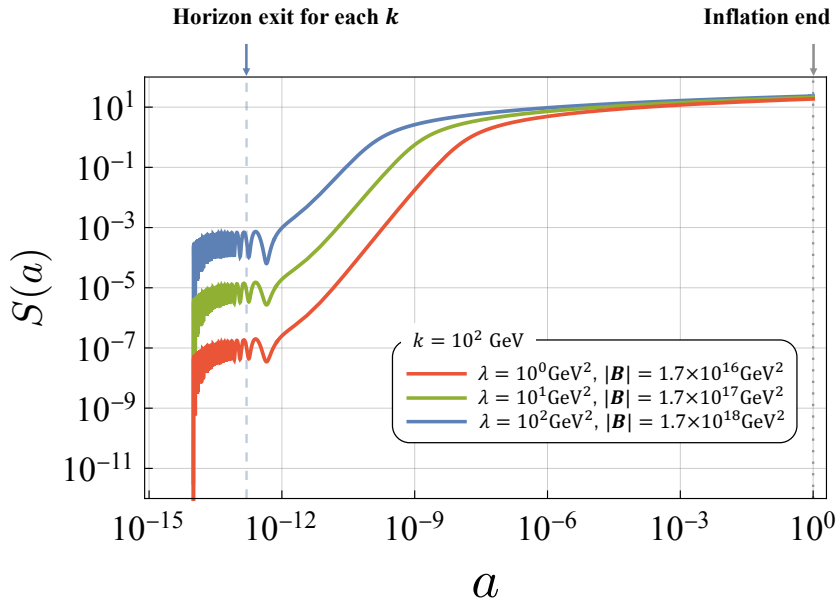 Horizon exit for each k
Inflation end
10^1
10^-1
10^-3
10^-5
10^-7
10^-9
10^-11
S(a)
k = 10^2 GeV
λ = 10^0GeV^2, |B| = 1.7×10^16GeV^2
λ = 10^1GeV^2, |B| = 1.7×10^17GeV^2
λ = 10^2GeV^2, |B| = 1.7×10^18GeV^2
10^-15 10^-12 10^-9 10^-6 10^-3 10^0
a